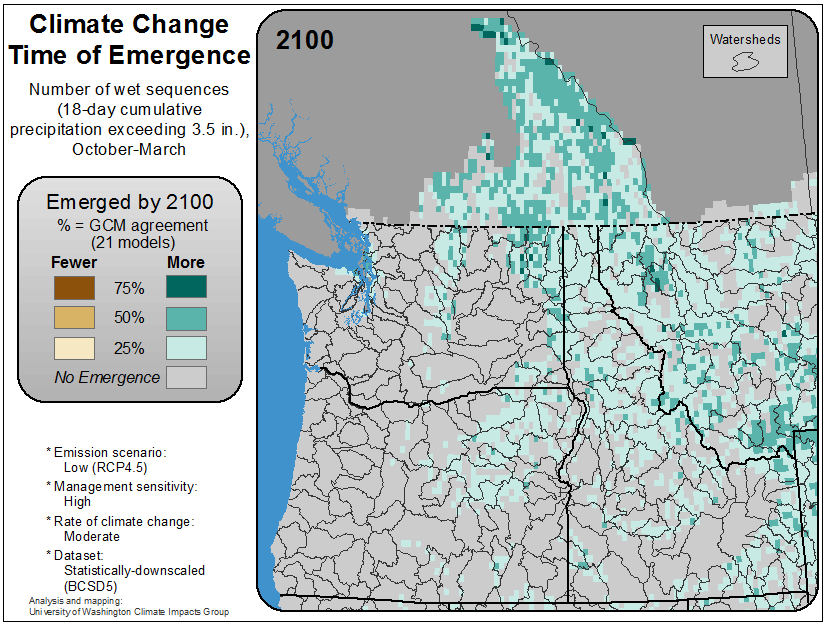 Climate Change
Time of Emergence
Number of wet sequences
(18-day cumulative
precipitation exceeding 3.5 in.),
October-March
Emerged by 2100
% = GCM agreement
(21 models)
Fewer More
75%
50%
25%
No Emergence
* Emission scenario:
Low (RCP4.5)
* Management sensitivity:
High
* Rate of climate change:
Moderate
* Dataset:
Statistically-downscaled
(BCSD5)
Analysis and mapping:
University of Washington Climate Impacts Group
2100
Watersheds